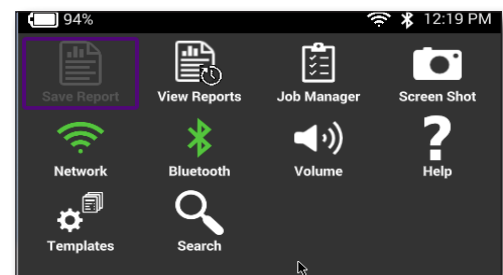 94% 12:19 PM
Save Report View Reports Job Manager Screen Shot
Network Bluetooth Volume Help
Templates Search